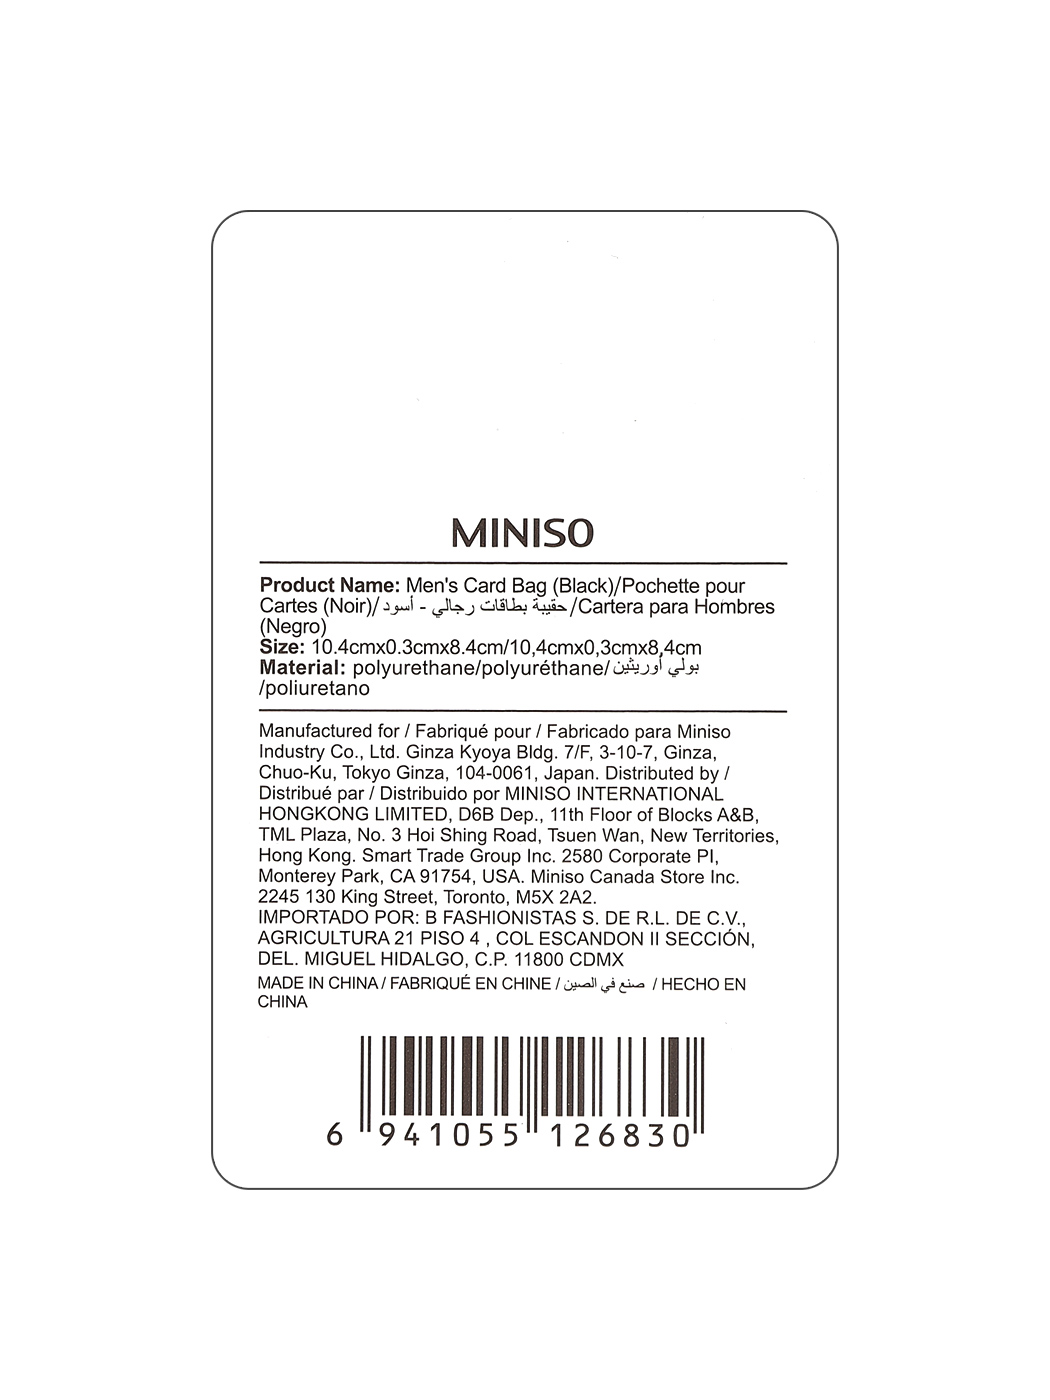 MINISO
Product Name: Men's Card Bag (Black)/Pochette pour
Cartes (Noir)/حقيبة بطاقات رجالي - أسود/Cartera para Hombres
(Negro)
Size: 10.4cmx0.3cmx8.4cm/10,4cmx0,3cmx8,4cm
Material: polyurethane/polyuréthane/بولي أوريثين
/poliuretano
Manufactured for / Fabriqué pour / Fabricado para Miniso
Industry Co., Ltd. Ginza Kyoya Bldg. 7/F, 3-10-7, Ginza,
Chuo-Ku, Tokyo Ginza, 104-0061, Japan. Distributed by /
Distribué par / Distribuido por MINISO INTERNATIONAL
HONGKONG LIMITED, D6B Dep., 11th Floor of Blocks A&B,
TML Plaza, No. 3 Hoi Shing Road, Tsuen Wan, New Territories,
Hong Kong. Smart Trade Group Inc. 2580 Corporate Pl,
Monterey Park, CA 91754, USA. Miniso Canada Store Inc.
2245 130 King Street, Toronto, M5X 2A2.
IMPORTADO POR: B FASHIONISTAS S. DE R.L. DE C.V.,
AGRICULTURA 21 PISO 4 , COL ESCANDON II SECCIÓN,
DEL. MIGUEL HIDALGO, C.P. 11800 CDMX
MADE IN CHINA / FABRIQUÉ EN CHINE / صنع في الصين / HECHO EN
CHINA
6 941055 126830